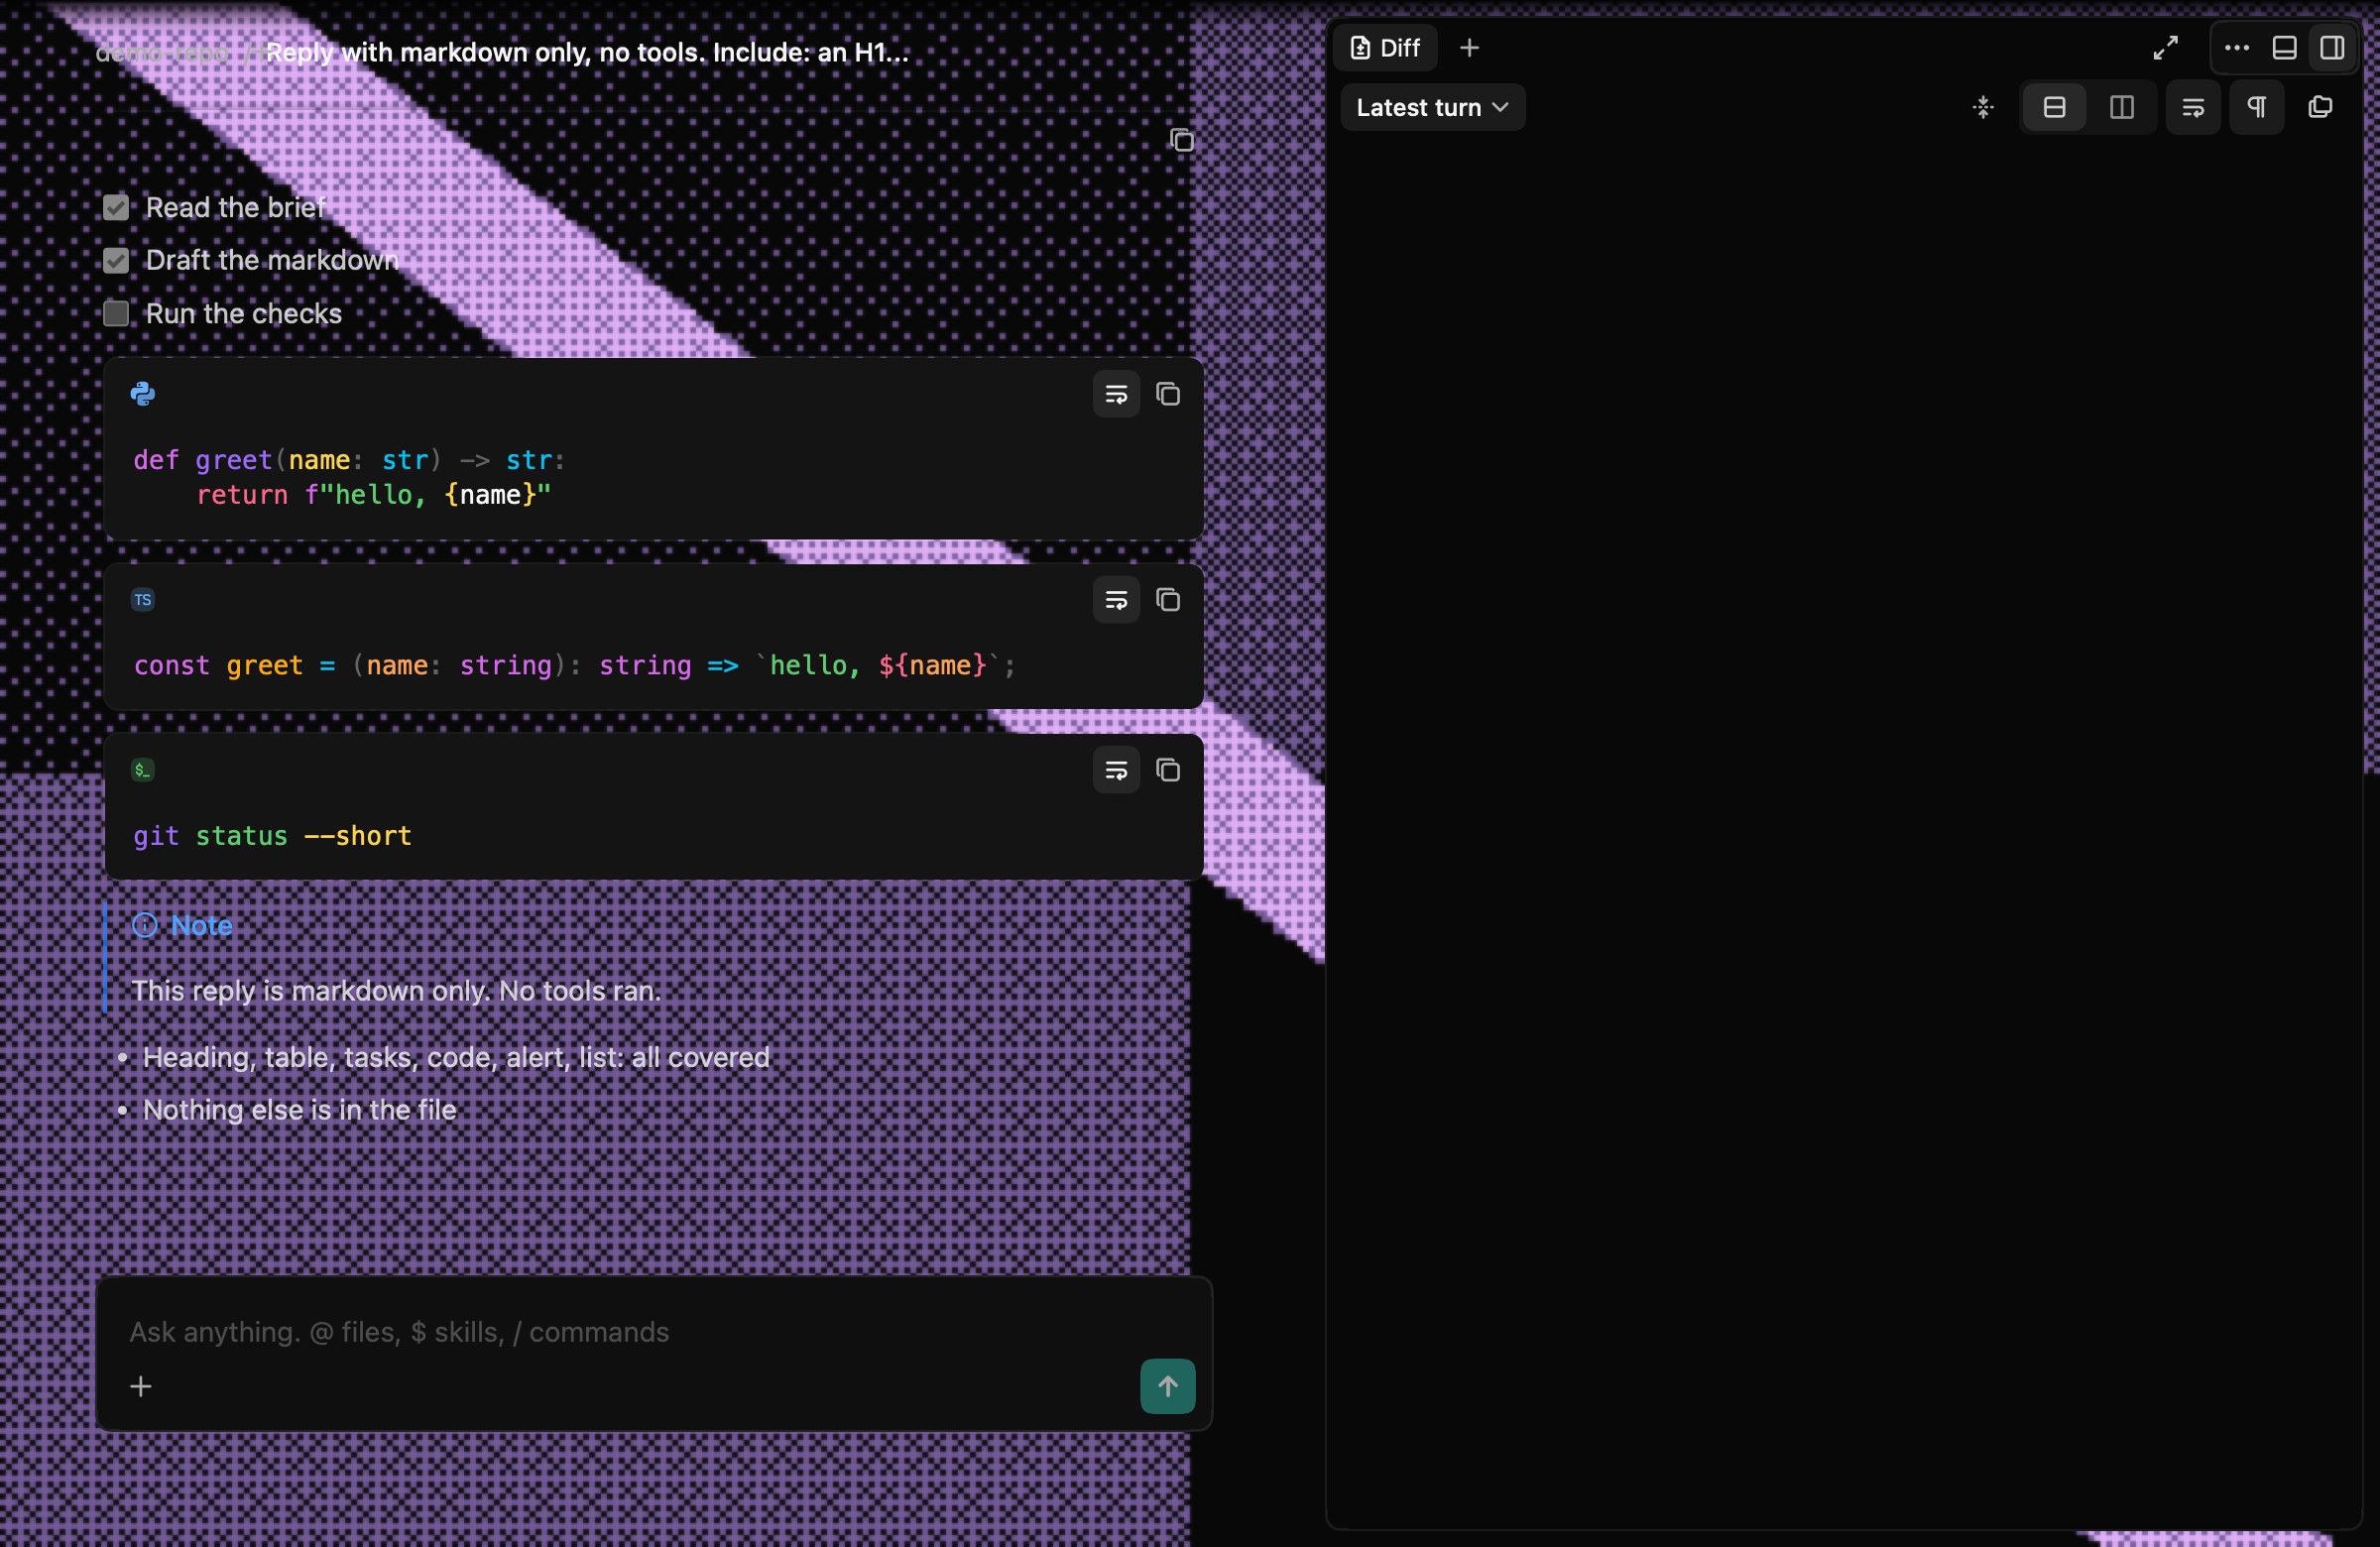 demo-repo / Reply with markdown only, no tools. Include: an H1...
Diff
Latest turn
Read the brief
Draft the markdown
Run the checks
def greet(name: str) -> str:
    return f"hello, {name}"
TS
const greet = (name: string): string => `hello, ${name}`;
$_
git status --short
Note
This reply is markdown only. No tools ran.
• Heading, table, tasks, code, alert, list: all covered
• Nothing else is in the file
Ask anything. @ files, $ skills, / commands